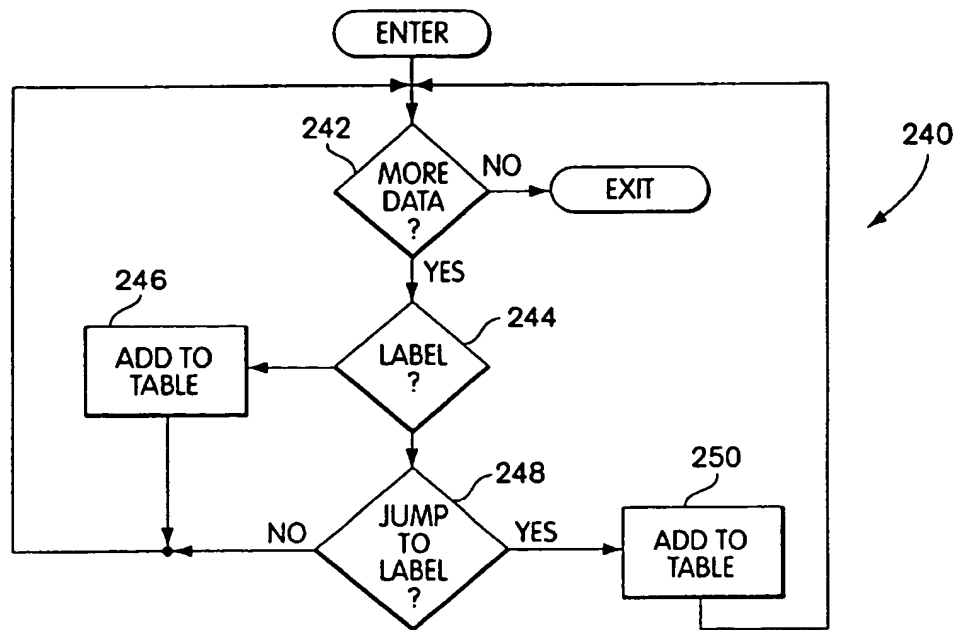 ENTER
242
MORE
DATA
?
NO
EXIT
240
YES
246
ADD TO
TABLE
244
LABEL
?
248
JUMP
TO
LABEL
?
NO
YES
250
ADD TO
TABLE